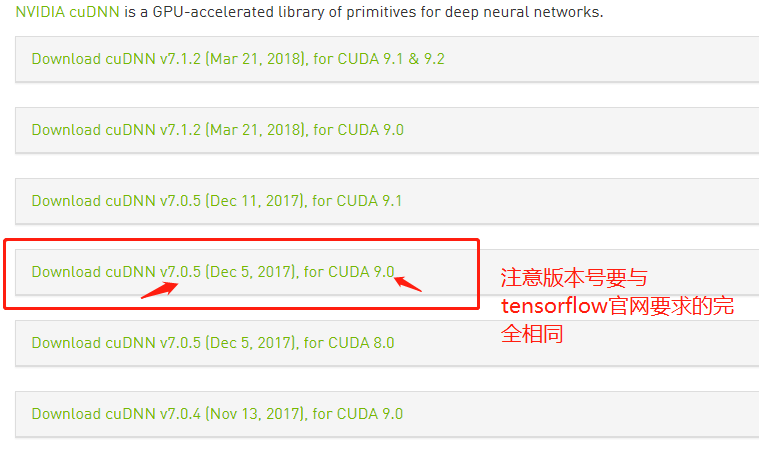 NVIDIA cuDNN is a GPU-accelerated library of primitives for deep neural networks.
Download cuDNN v7.1.2 (Mar 21, 2018), for CUDA 9.1 & 9.2
Download cuDNN v7.1.2 (Mar 21, 2018), for CUDA 9.0
Download cuDNN v7.0.5 (Dec 11, 2017), for CUDA 9.1
Download cuDNN v7.0.5 (Dec 5, 2017), for CUDA 9.0
注意版本号要与
tensorflow官网要求的完
全相同
Download cuDNN v7.0.5 (Dec 5, 2017), for CUDA 8.0
Download cuDNN v7.0.4 (Nov 13, 2017), for CUDA 9.0